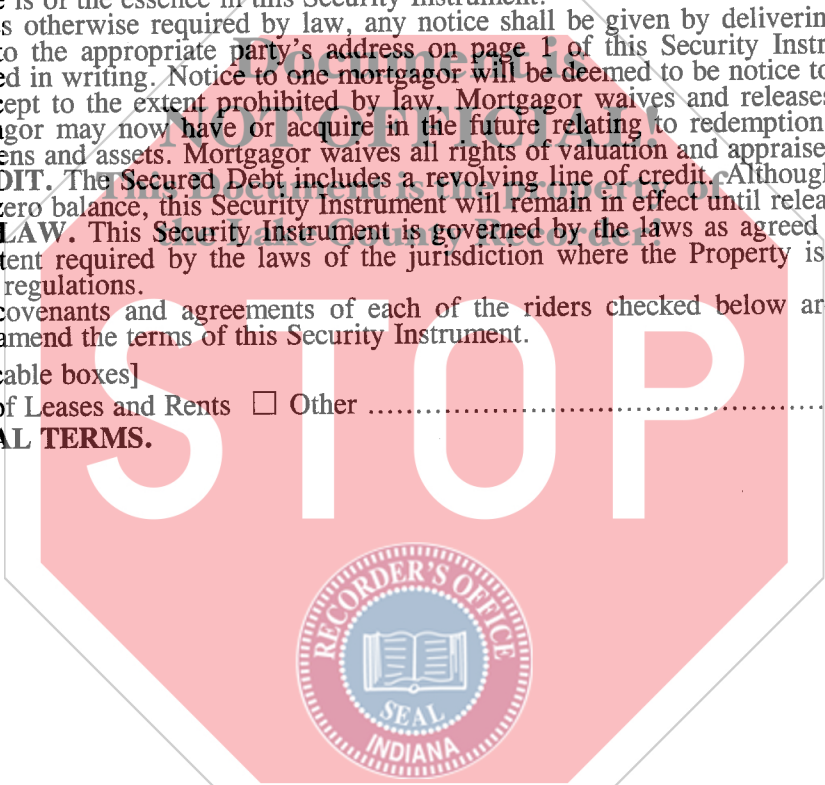 is of the essence in this Security Instrument.
s otherwise required by law, any notice shall be given by deliverin
to the appropriate party's address on page 1 of this Security Instr
ed in writing. Notice to one mortgagor will be deemed to be notice to
cept to the extent prohibited by law, Mortgagor waives and releases
gor may now have or acquire in the future relating to redemption
ens and assets. Mortgagor waives all rights of valuation and appraise
DIT. The Secured Debt includes a revolving line of credit. Although
zero balance, this Security Instrument will remain in effect until relea
LAW. This Security Instrument is governed by the laws as agreed
tent required by the laws of the jurisdiction where the Property is
regulations.
covenants and agreements of each of the riders checked below ar
amend the terms of this Security Instrument.
cable boxes]
of Leases and Rents ☐ Other ..............................................................
AL TERMS.
Document is
NOT OFFICIAL!
This Document is the property of
the Lake County Recorder!
STOP
RECORDER'S OFFICE
SEAL
INDIANA